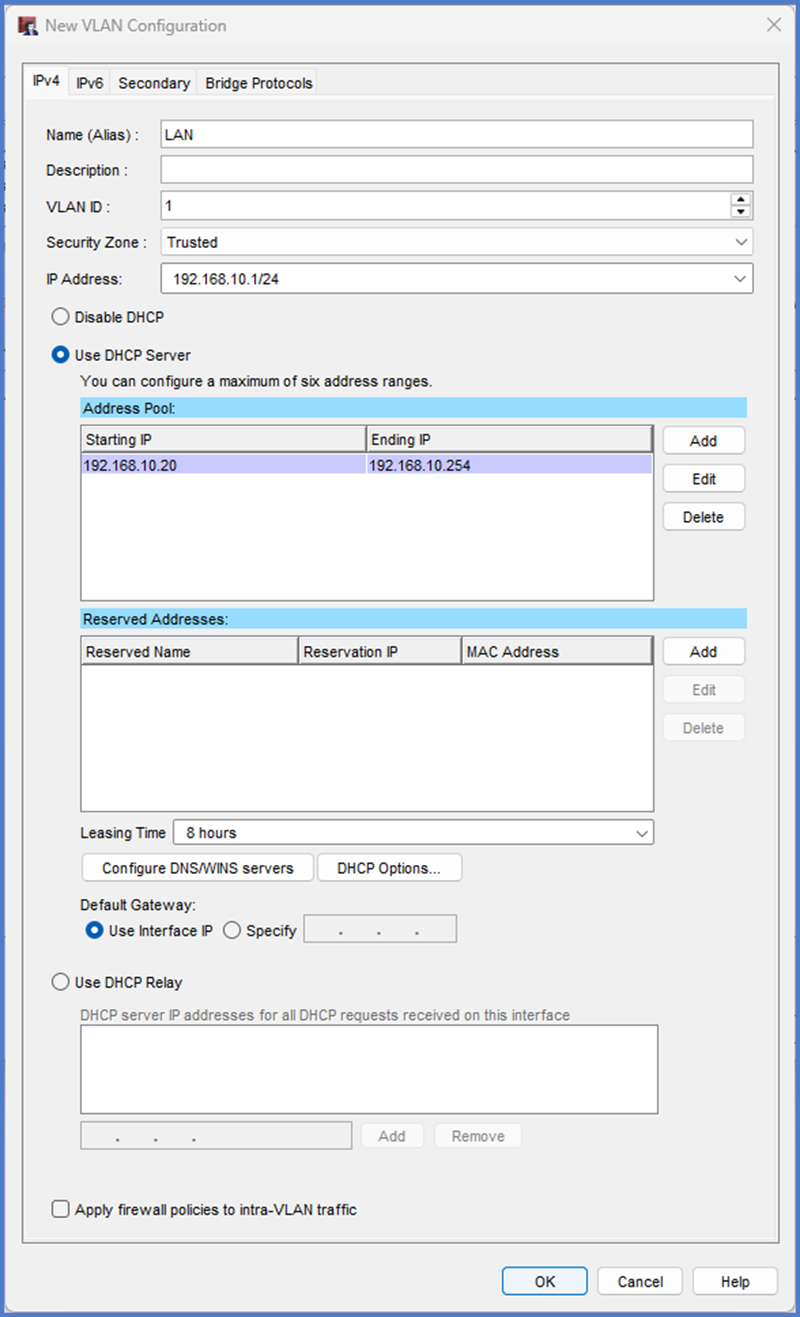 New VLAN Configuration
IPv4 IPv6 Secondary Bridge Protocols
Name (Alias) : LAN
Description :
VLAN ID : 1
Security Zone : Trusted
IP Address: 192.168.10.1/24
Disable DHCP
Use DHCP Server
You can configure a maximum of six address ranges.
Address Pool:
Starting IP Ending IP Add
192.168.10.20 192.168.10.254
Edit
Delete
Reserved Addresses:
Reserved Name Reservation IP MAC Address Add
Edit
Delete
Leasing Time 8 hours
Configure DNS/WINS servers DHCP Options...
Default Gateway:
Use Interface IP Specify . . .
Use DHCP Relay
DHCP server IP addresses for all DHCP requests received on this interface
. . . Add Remove
Apply firewall policies to intra-VLAN traffic
OK Cancel Help